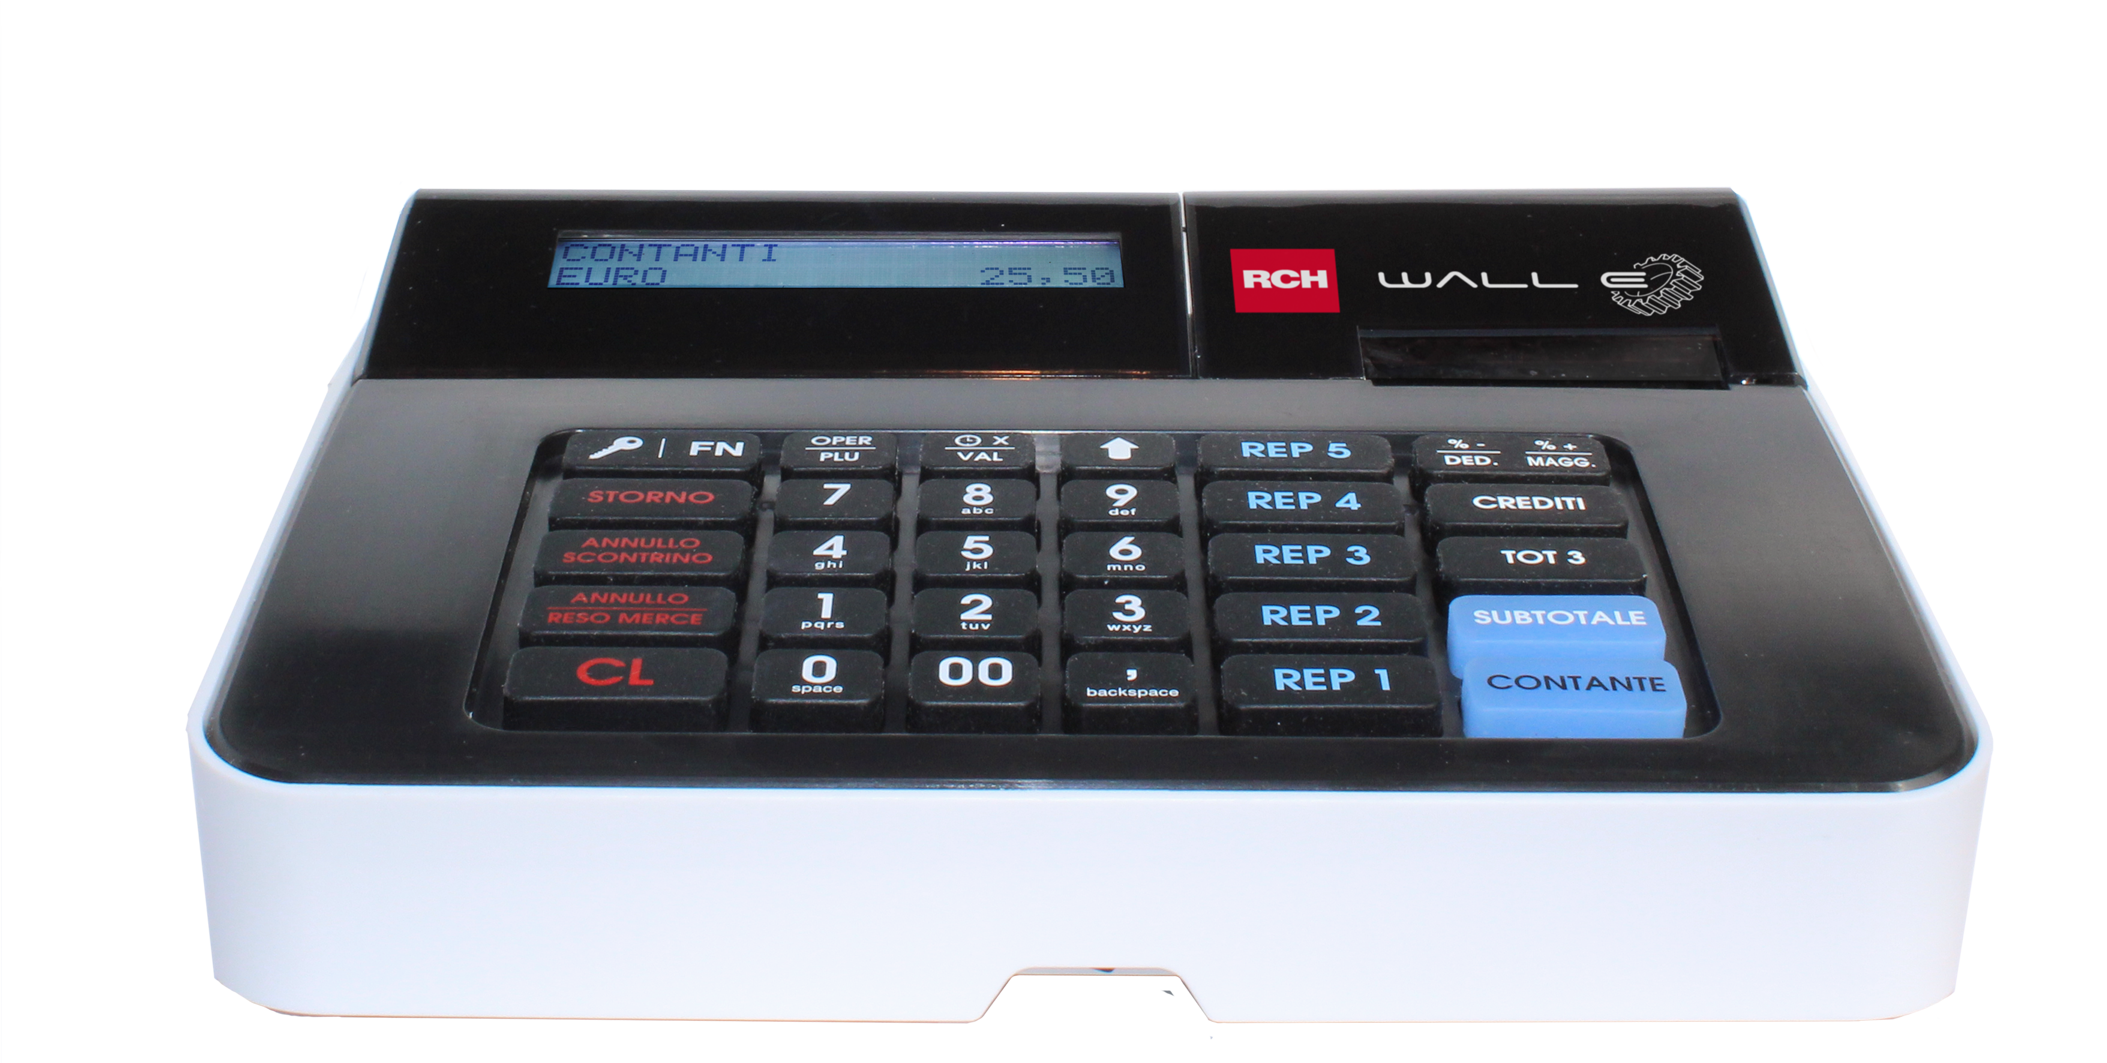 CONTANTI
EURO 25,50
RCH WALL E
FN
OPER
PLU
X
VAL
REP 5
% -
DED.
% +
MAGG.
STORNO
7
8
abc
9
def
REP 4
CREDITI
ANNULLO
SCONTRINO
4
ghi
5
jkl
6
mno
REP 3
TOT 3
ANNULLO
RESO MERCE
1
pqrs
2
tuv
3
wxyz
REP 2
SUBTOTALE
CL
0
space
00
,
backspace
REP 1
CONTANTE